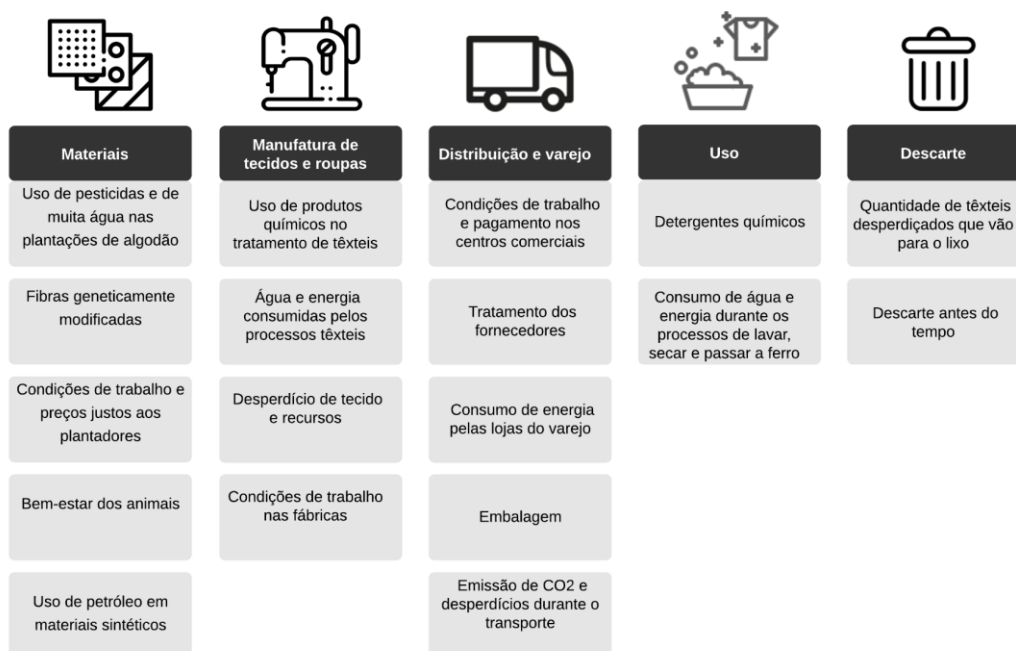 Materiais
Uso de pesticidas e de
muita água nas
plantações de algodão
Fibras geneticamente
modificadas
Condições de trabalho e
preços justos aos
plantadores
Bem-estar dos animais
Uso de petróleo em
materiais sintéticos
Manufatura de
tecidos e roupas
Uso de produtos
químicos no
tratamento de têxteis
Água e energia
consumidas pelos
processos têxteis
Desperdício de tecido
e recursos
Condições de trabalho
nas fábricas
Distribuição e varejo
Condições de trabalho
e pagamento nos
centros comerciais
Tratamento dos
fornecedores
Consumo de energia
pelas lojas do varejo
Embalagem
Emissão de CO2 e
desperdícios durante o
transporte
Uso
Detergentes químicos
Consumo de água e
energia durante os
processos de lavar,
secar e passar a ferro
Descarte
Quantidade de têxteis
desperdiçados que vão
para o lixo
Descarte antes do
tempo